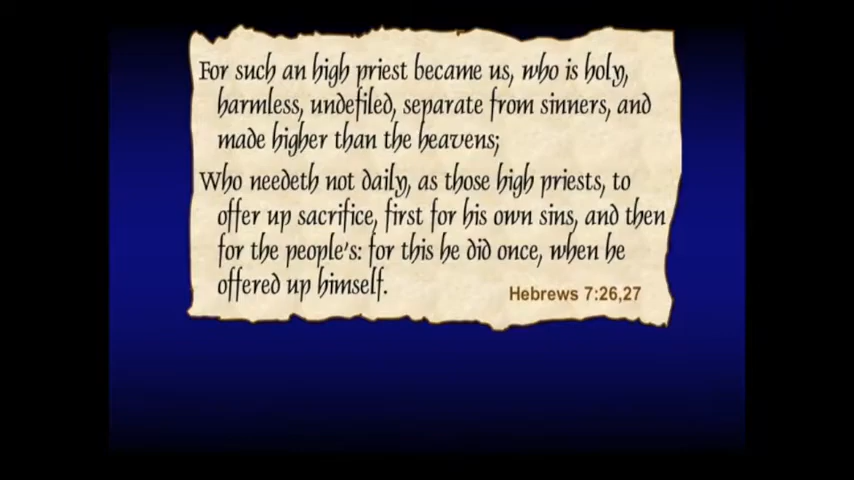 For such an high priest became us, who is holy,
harmless, undefiled, separate from sinners, and
made higher than the heavens;
Who needeth not daily, as those high priests, to
offer up sacrifice, first for his own sins, and then
for the people's: for this he did once, when he
offered up himself.
Hebrews 7:26,27